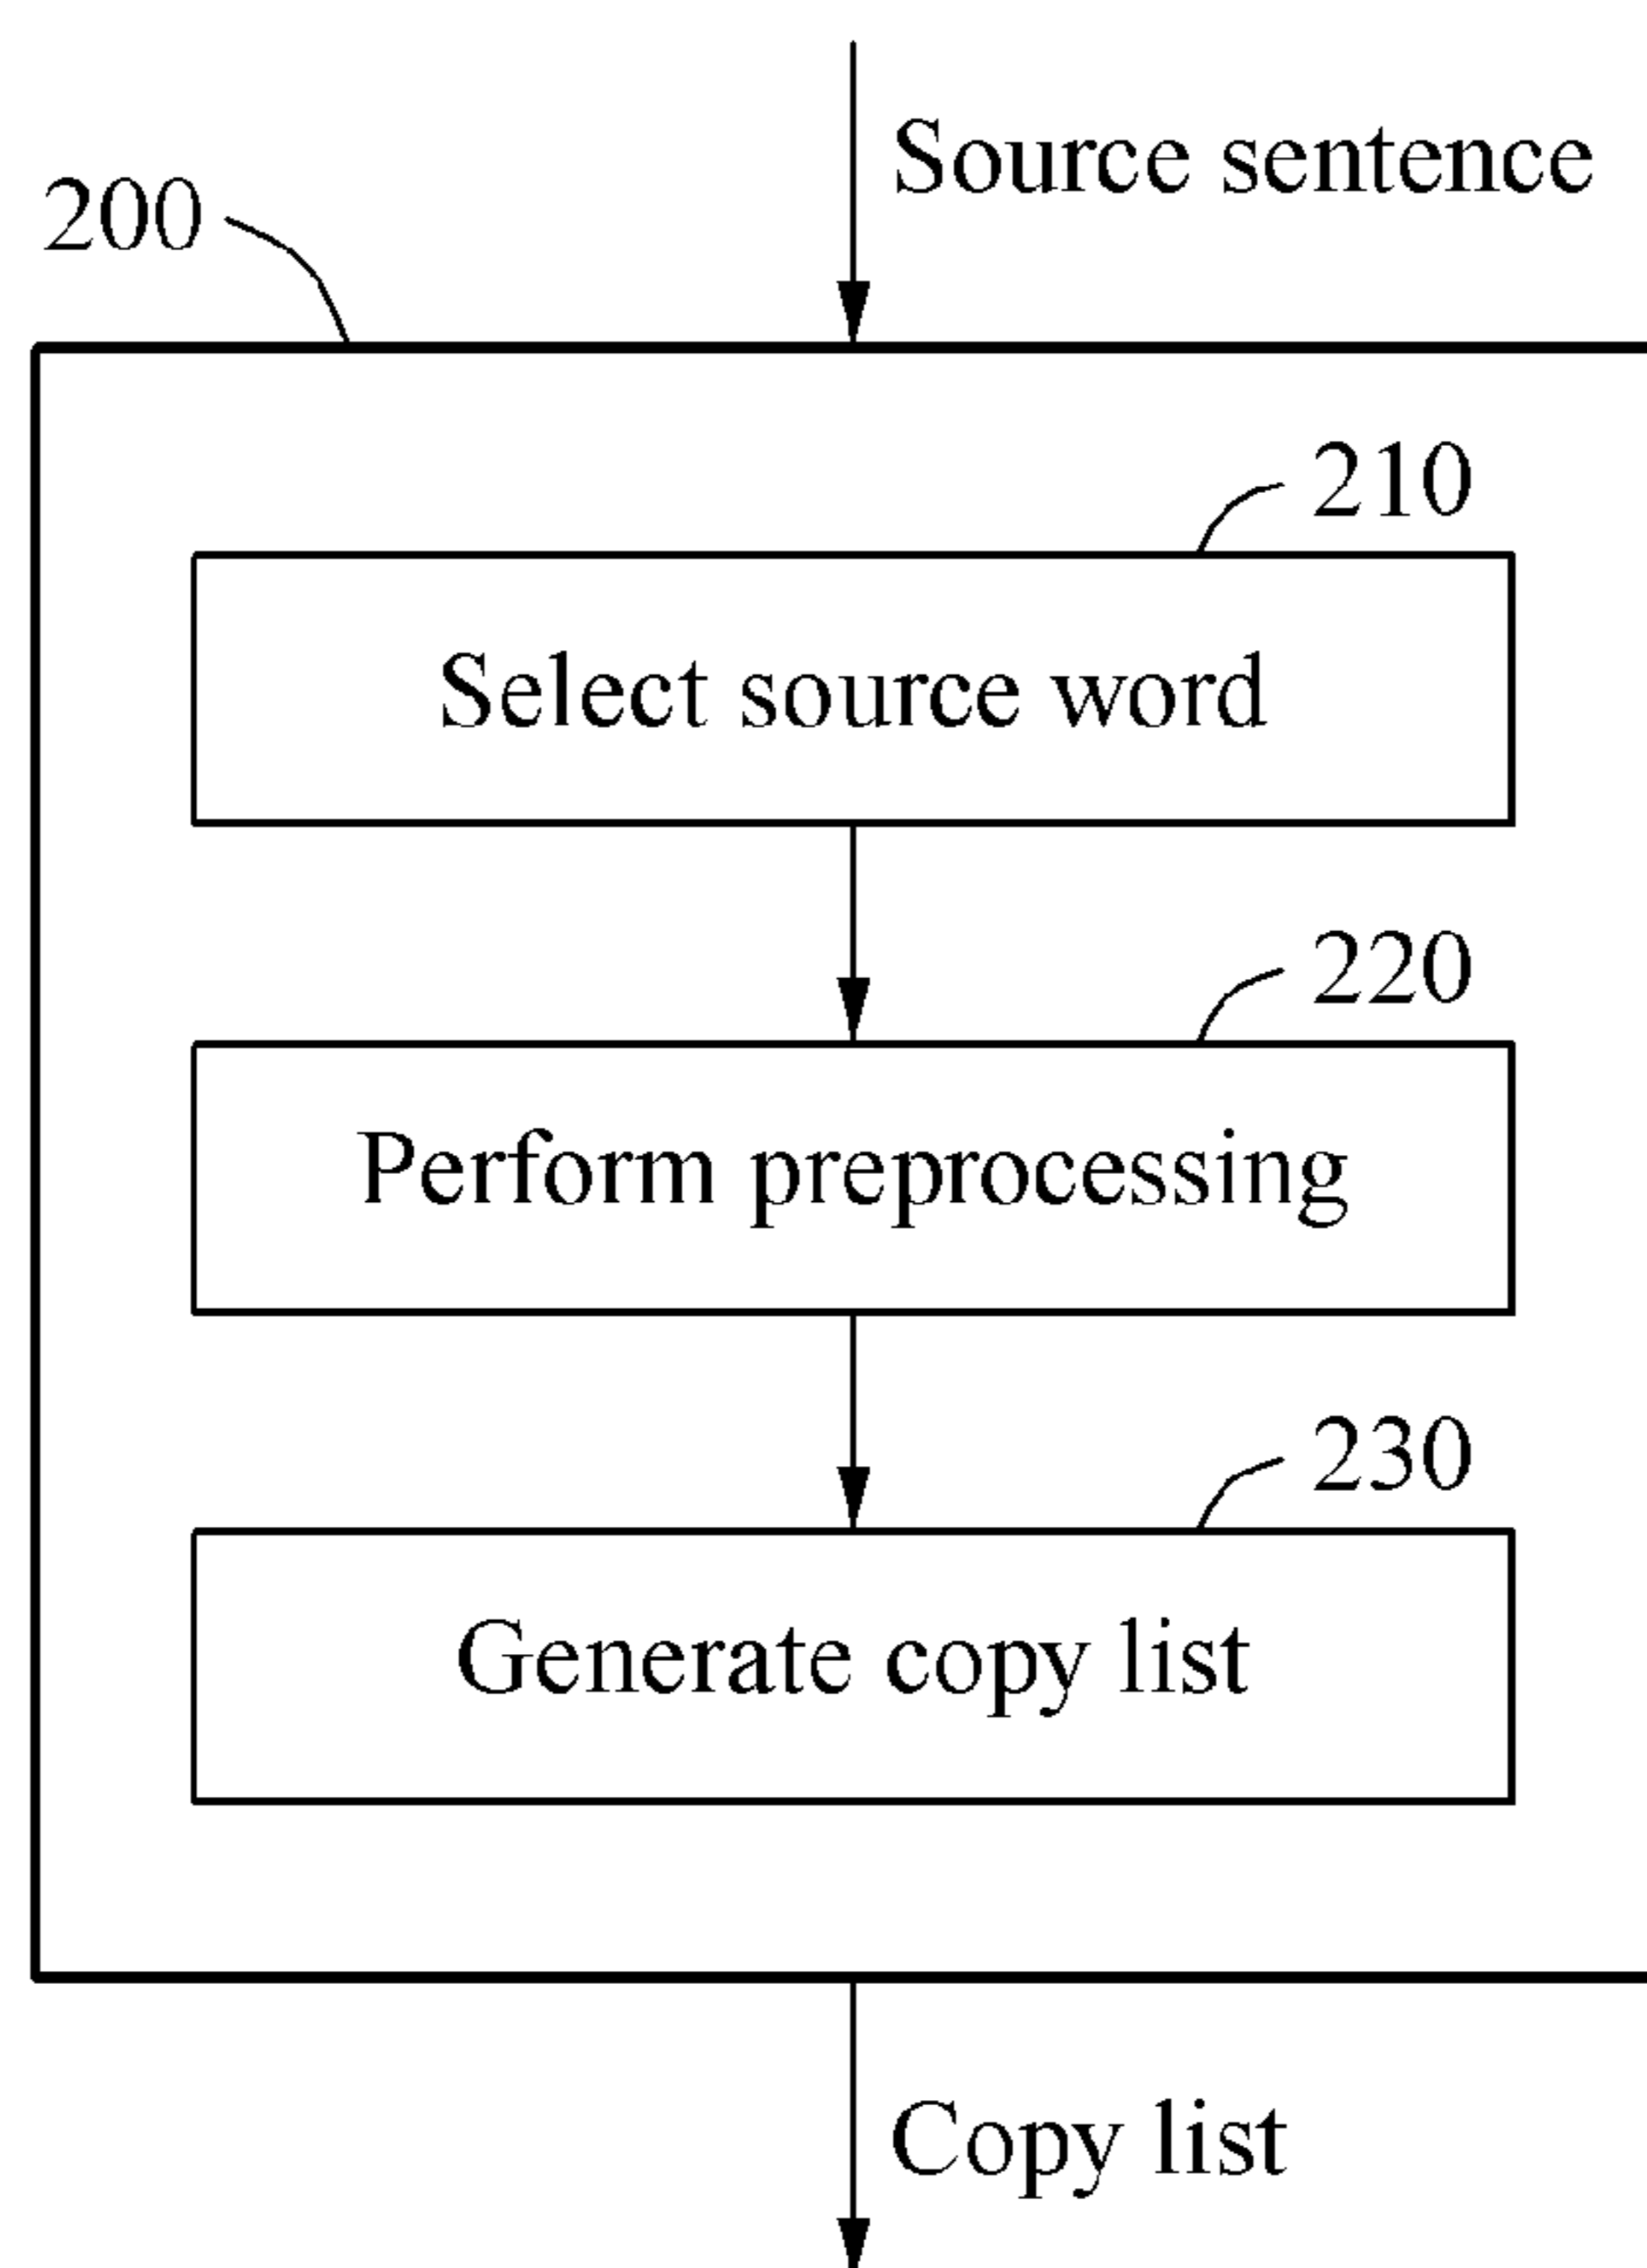 Source sentence
200
210
Select source word
220
Perform preprocessing
230
Generate copy list
Copy list